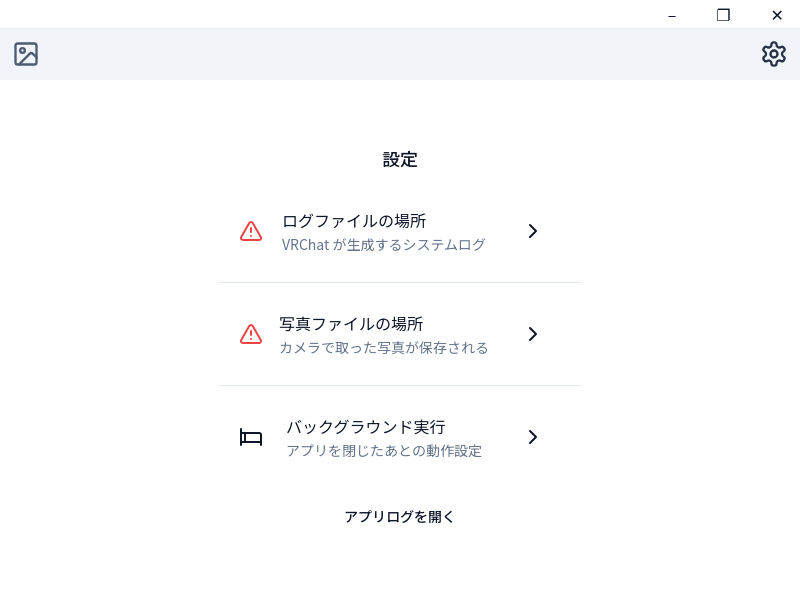 設定
ログファイルの場所
VRChat が生成するシステムログ
写真ファイルの場所
カメラで取った写真が保存される
バックグラウンド実行
アプリを閉じたあとの動作設定
アプリログを開く